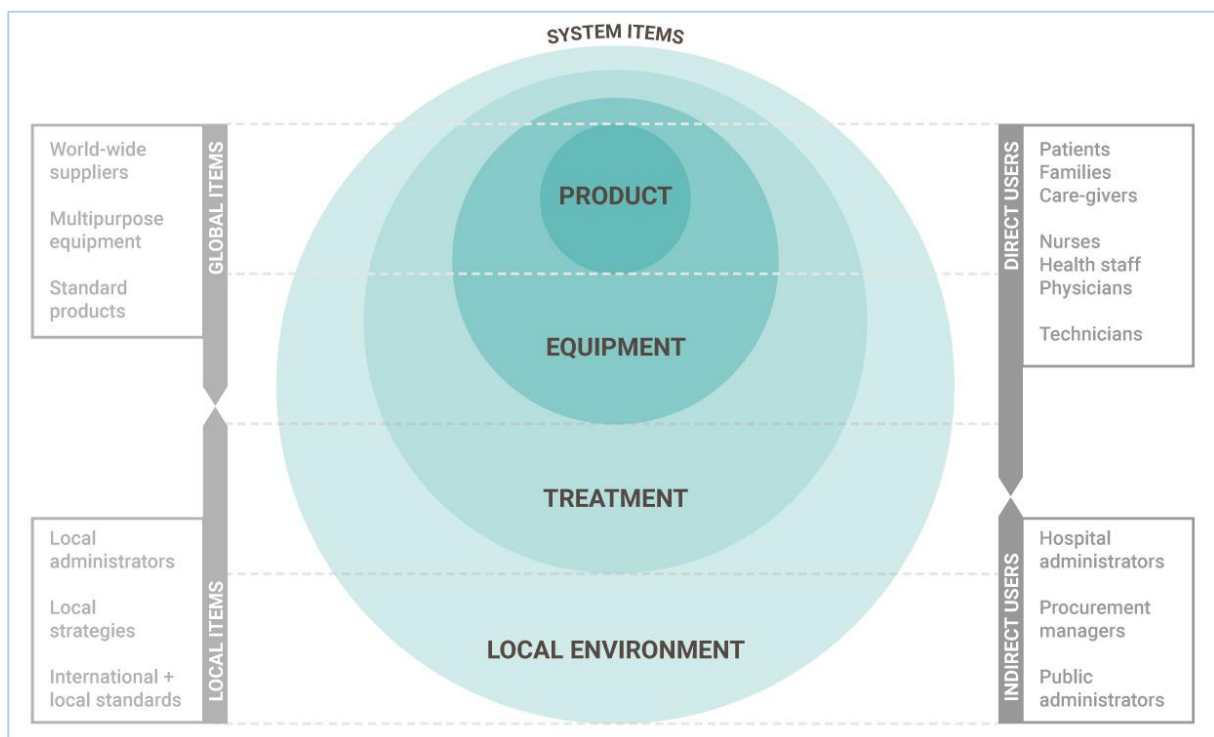 SYSTEM ITEMS
GLOBAL ITEMS
World-wide
suppliers
Multipurpose
equipment
Standard
products
LOCAL ITEMS
Local
administrators
Local
strategies
International +
local standards
PRODUCT
EQUIPMENT
TREATMENT
LOCAL ENVIRONMENT
DIRECT USERS
Patients
Families
Care-givers
Nurses
Health staff
Physicians
Technicians
INDIRECT USERS
Hospital
administrators
Procurement
managers
Public
administrators